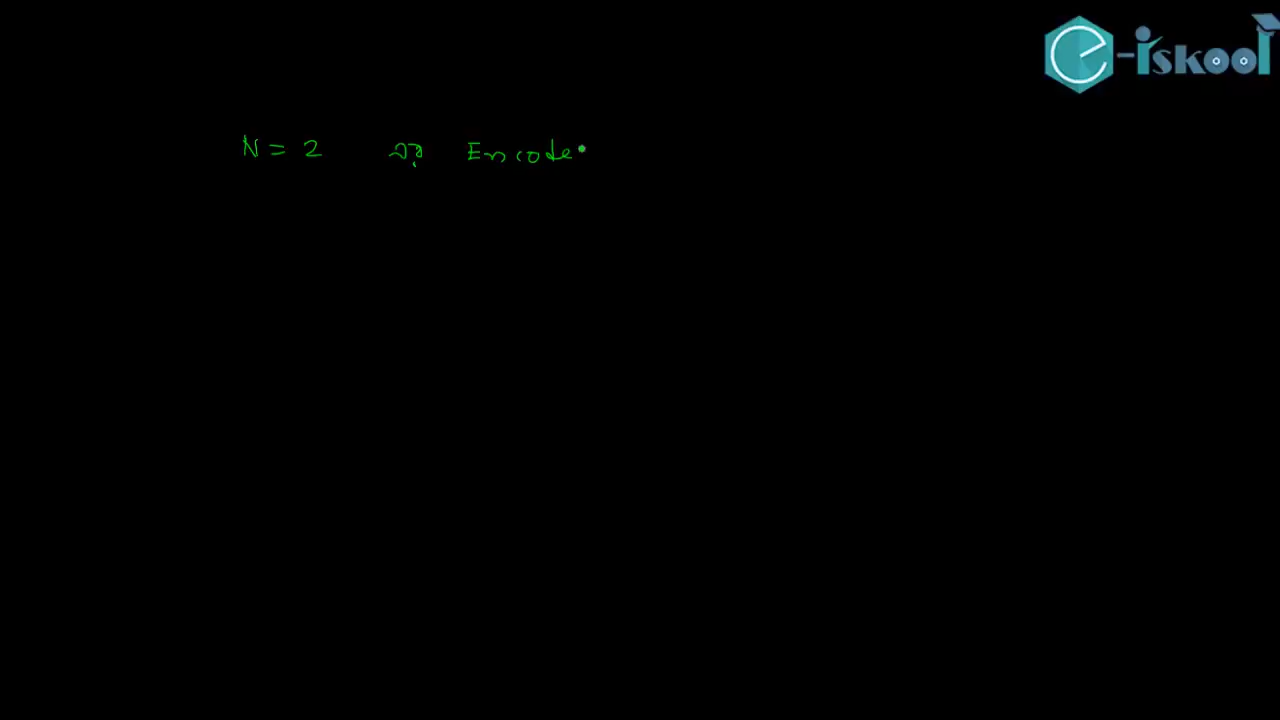 e-iskool
N = 2 এর Encode